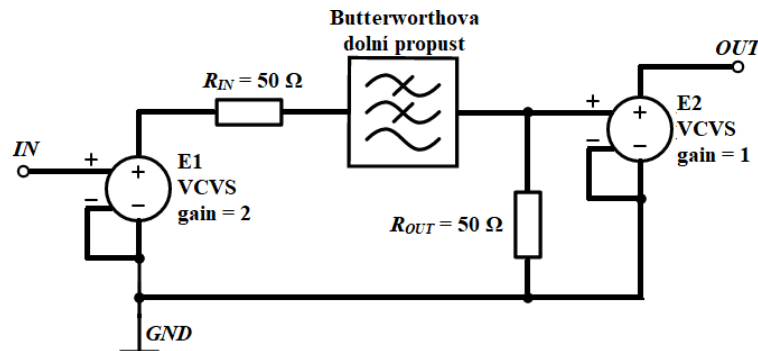 Butterworthova
dolní propust
OUT
R_IN = 50 Ω
+
E2
+
VCVS
−
−
gain = 1
IN
+
E1
+
VCVS
−
−
gain = 2
R_OUT = 50 Ω
GND